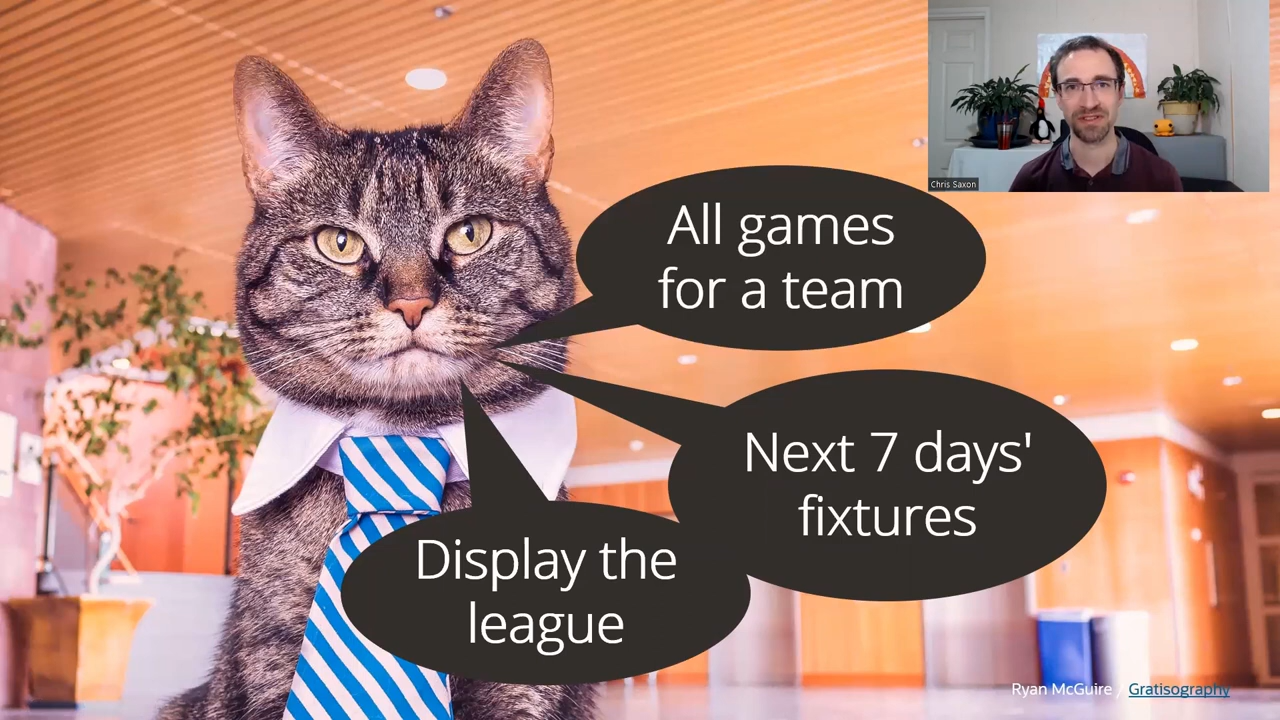 Chris Saxon
All games
for a team
Next 7 days'
fixtures
Display the
league
Ryan McGuire / Gratisography